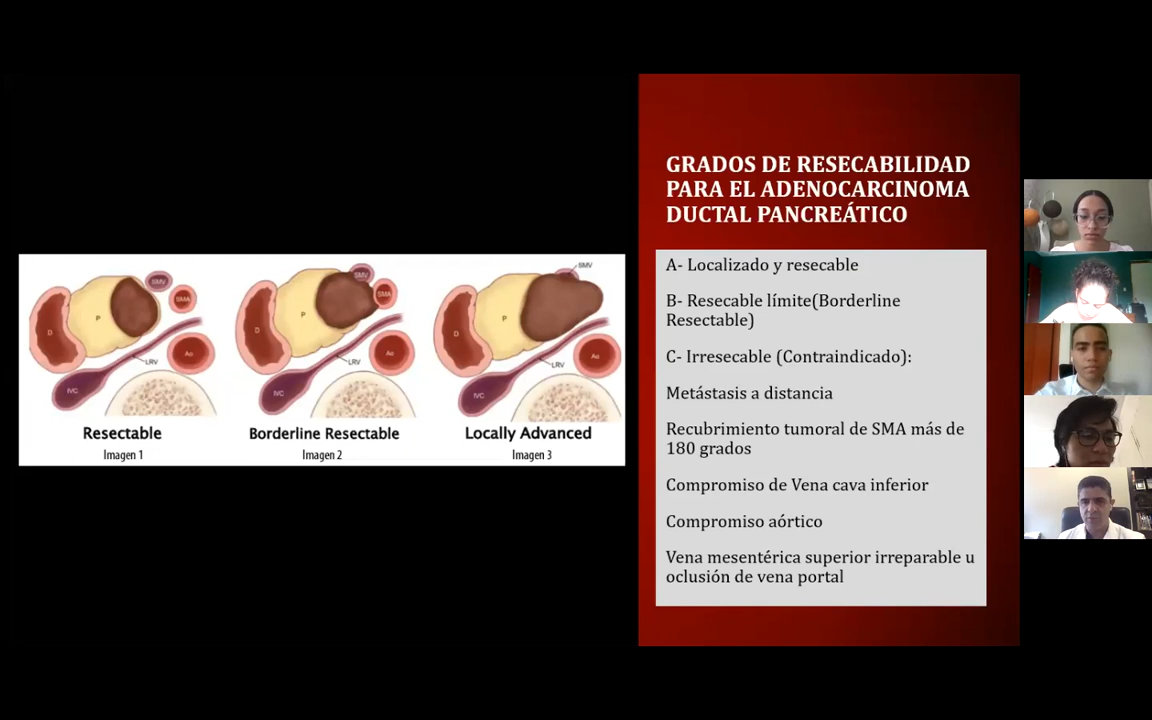 SMV
SMA
D
P
LRV
Ao
IVC
Resectable
Imagen 1
SMV
SMA
D
P
LRV
Ao
IVC
Borderline Resectable
Imagen 2
SMV
D
P
LRV
Ao
IVC
Locally Advanced
Imagen 3
GRADOS DE RESECABILIDAD
PARA EL ADENOCARCINOMA
DUCTAL PANCREÁTICO
A- Localizado y resecable
B- Resecable límite(Borderline
Resectable)
C- Irresecable (Contraindicado):
Metástasis a distancia
Recubrimiento tumoral de SMA más de
180 grados
Compromiso de Vena cava inferior
Compromiso aórtico
Vena mesentérica superior irreparable u
oclusión de vena portal